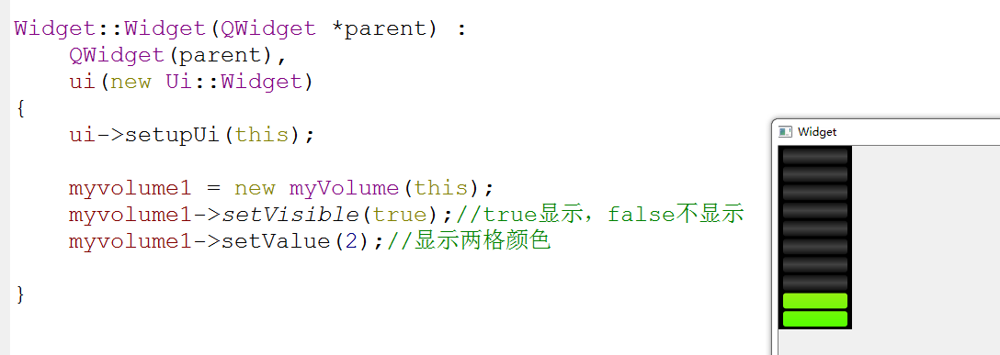 Widget::Widget(QWidget *parent) :
    QWidget(parent),
    ui(new Ui::Widget)
{
    ui->setupUi(this);
    myvolume1 = new myVolume(this);
    myvolume1->setVisible(true);//true显示，false不显示
    myvolume1->setValue(2);//显示两格颜色
}
Widget